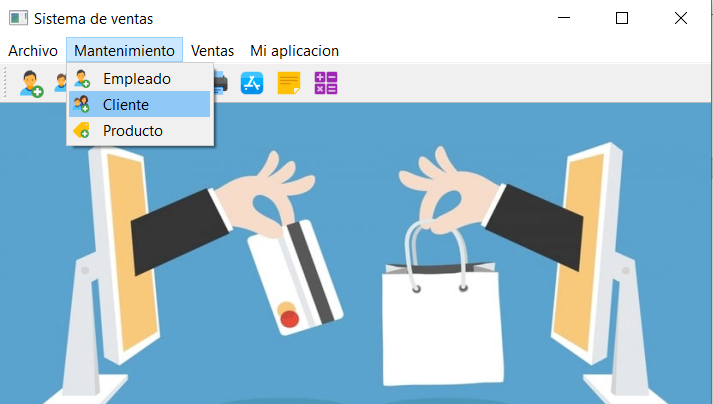 Sistema de ventas
Archivo Mantenimiento Ventas Mi aplicacion
Empleado
Cliente
Producto